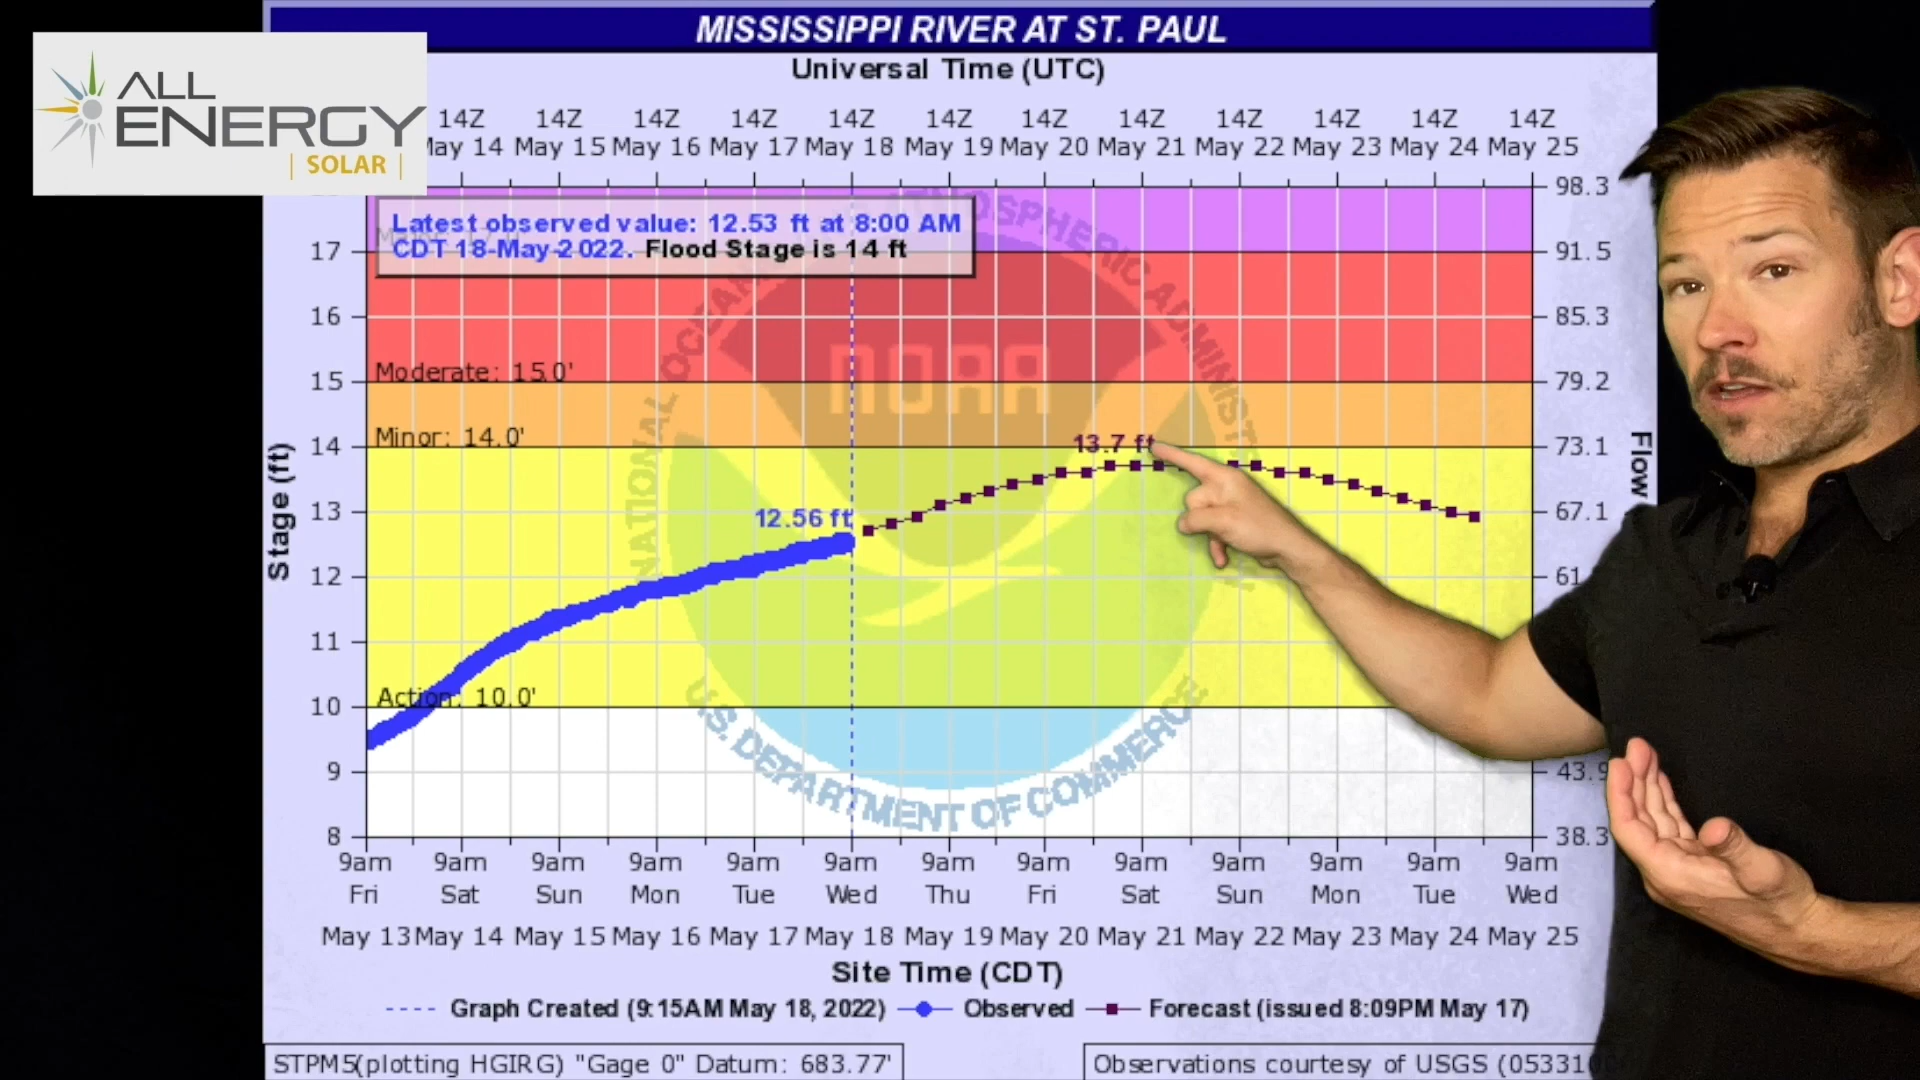 MISSISSIPPI RIVER AT ST. PAUL
Universal Time (UTC)
ALL
ENERGY
| SOLAR |
14Z 14Z 14Z 14Z 14Z 14Z 14Z 14Z 14Z 14Z 14Z 14Z
May 14 May 15 May 16 May 17 May 18 May 19 May 20 May 21 May 22 May 23 May 24 May 25
98.3
Latest observed value: 12.53 ft at 8:00 AM
CDT 18-May-2022. Flood Stage is 14 ft
17 91.5
16 85.3
NATIONAL OCEANIC ATMOSPHERIC ADMINIST
NOAA
Moderate: 15.0'
15 79.2
Minor: 14.0'
14 13.7 ft 73.1
Stage (ft)
Flow
13 12.56 ft 67.1
12 61
11
Action: 10.0'
10
U.S. DEPARTMENT OF COMMERCE
9 43.9
8 38.3
9am 9am 9am 9am 9am 9am 9am 9am 9am 9am 9am 9am 9am
Fri Sat Sun Mon Tue Wed Thu Fri Sat Sun Mon Tue Wed
May 13 May 14 May 15 May 16 May 17 May 18 May 19 May 20 May 21 May 22 May 23 May 24 May 25
Site Time (CDT)
Graph Created (9:15AM May 18, 2022) Observed Forecast (issued 8:09PM May 17)
STPM5(plotting HGIRG) "Gage 0" Datum: 683.77' Observations courtesy of USGS (053310